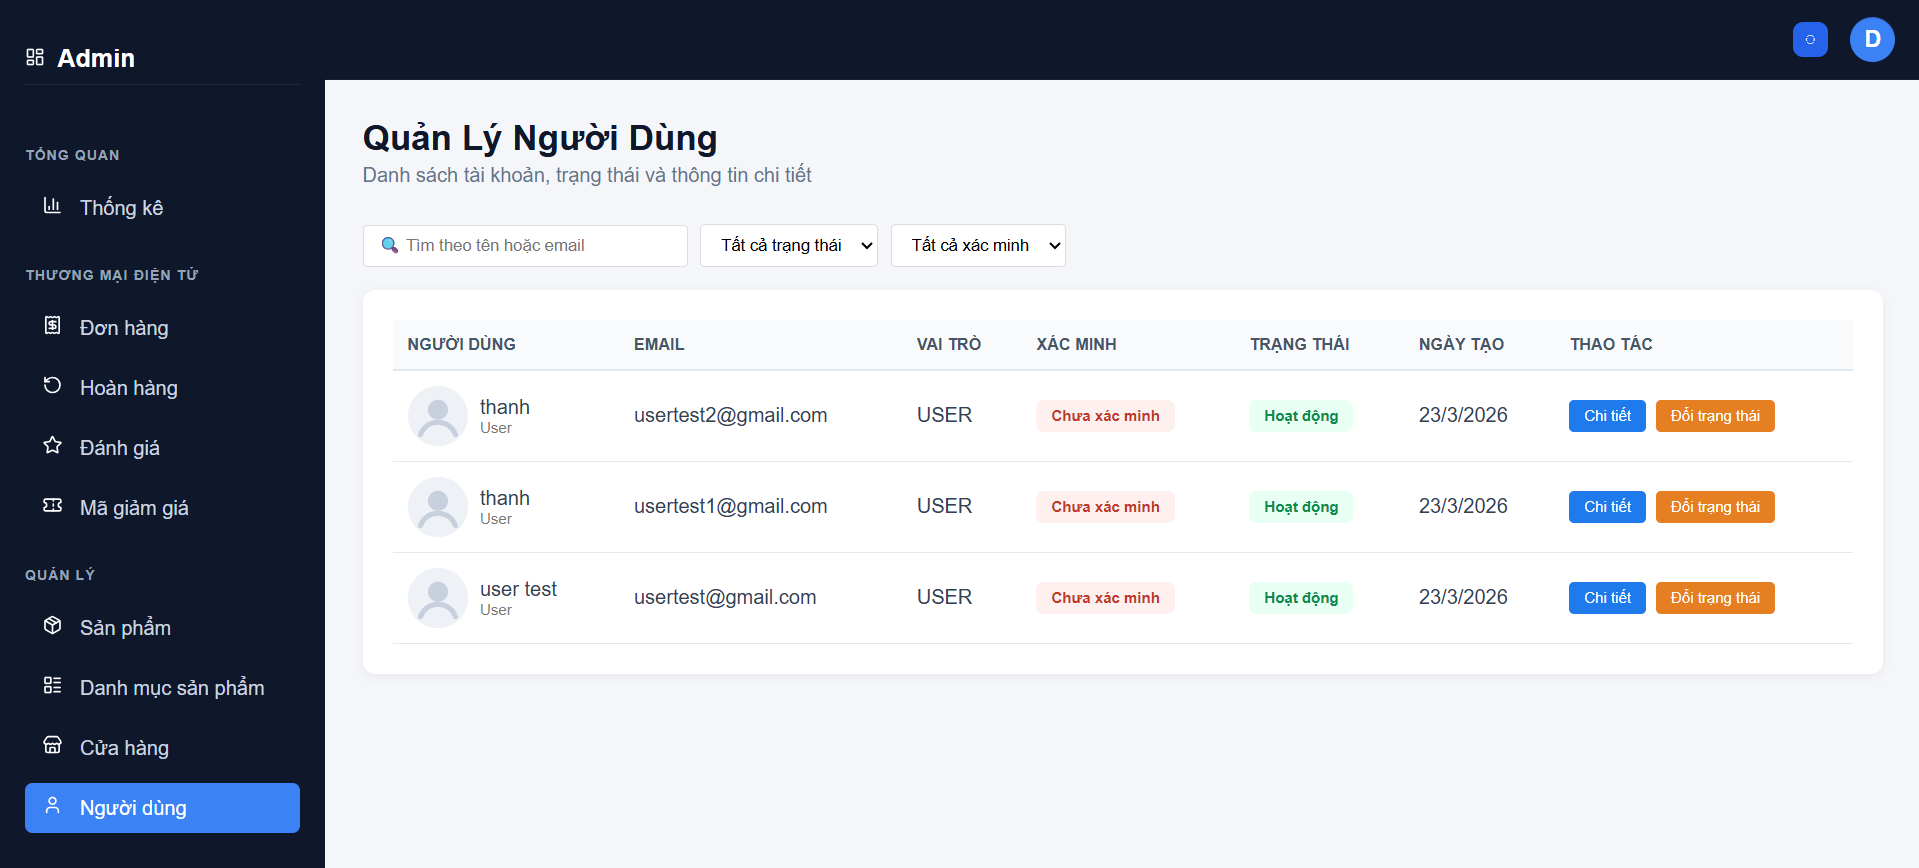 Admin
D
TỔNG QUAN
Thống kê
THƯƠNG MẠI ĐIỆN TỬ
Đơn hàng
Hoàn hàng
Đánh giá
Mã giảm giá
QUẢN LÝ
Sản phẩm
Danh mục sản phẩm
Cửa hàng
Người dùng
Quản Lý Người Dùng
Danh sách tài khoản, trạng thái và thông tin chi tiết
Tìm theo tên hoặc email
Tất cả trạng thái
Tất cả xác minh
NGƯỜI DÙNG EMAIL VAI TRÒ XÁC MINH TRẠNG THÁI NGÀY TẠO THAO TÁC
thanh
User
usertest2@gmail.com USER Chưa xác minh Hoạt động 23/3/2026 Chi tiết Đổi trạng thái
thanh
User
usertest1@gmail.com USER Chưa xác minh Hoạt động 23/3/2026 Chi tiết Đổi trạng thái
user test
User
usertest@gmail.com USER Chưa xác minh Hoạt động 23/3/2026 Chi tiết Đổi trạng thái